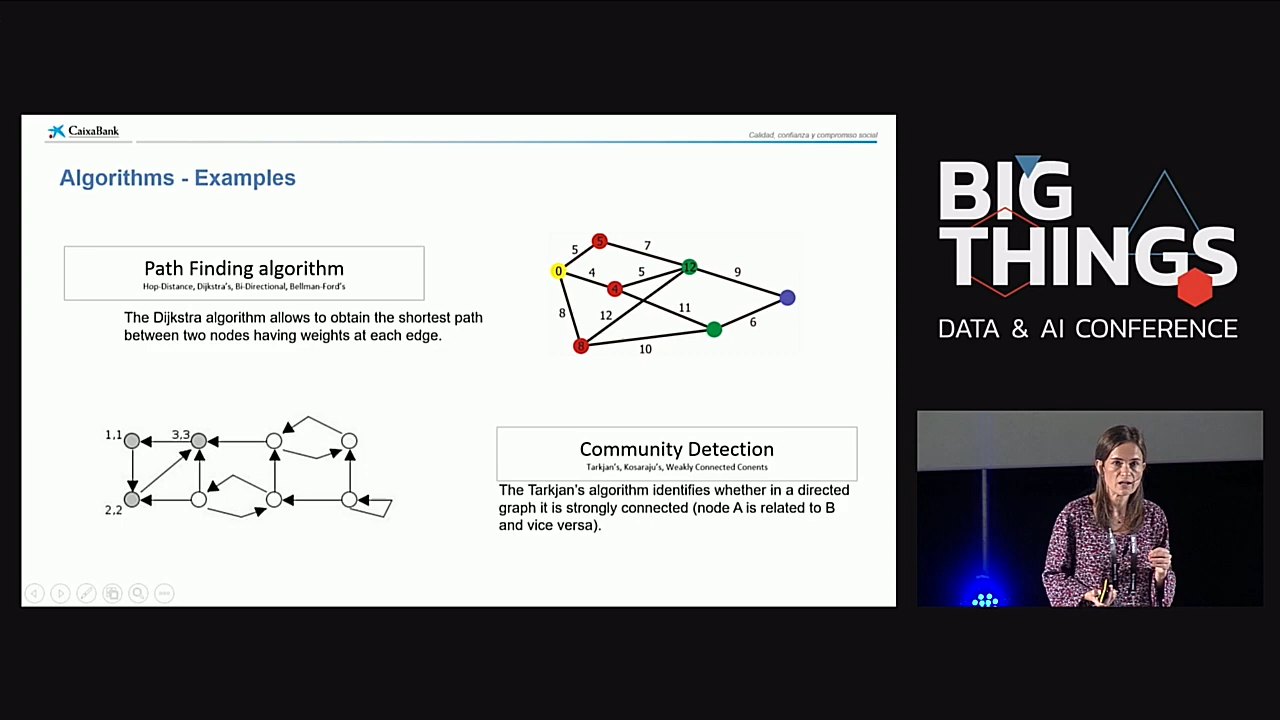 CaixaBank
Calidad, confianza y compromiso social
Algorithms - Examples
Path Finding algorithm
Hop-Distance, Dijkstra's, Bi-Directional, Bellman-Ford's
The Dijkstra algorithm allows to obtain the shortest path
between two nodes having weights at each edge.
5
5
7
0
4
5
12
9
4
8
12
11
6
8
10
1,1
3,3
2,2
Community Detection
Tarkjan's, Kosaraju's, Weakly Connected Conents
The Tarkjan's algorithm identifies whether in a directed
graph it is strongly connected (node A is related to B
and vice versa).
BIG
THINGS
DATA & AI CONFERENCE